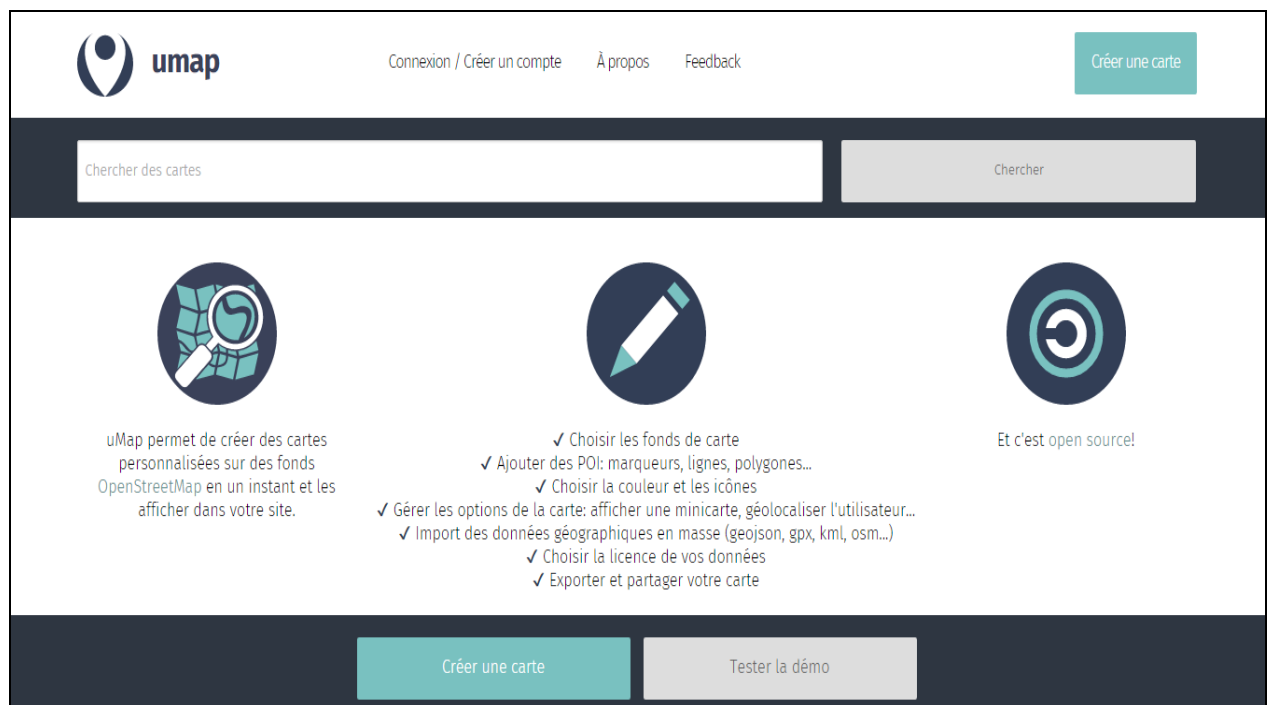 umap
Connexion / Créer un compte
À propos
Feedback
Créer une carte
Chercher des cartes
Chercher
uMap permet de créer des cartes
personnalisées sur des fonds
OpenStreetMap en un instant et les
afficher dans votre site.
✓ Choisir les fonds de carte
✓ Ajouter des POI: marqueurs, lignes, polygones...
✓ Choisir la couleur et les icônes
✓ Gérer les options de la carte: afficher une minicarte, géolocaliser l'utilisateur...
✓ Import des données géographiques en masse (geojson, gpx, kml, osm...)
✓ Choisir la licence de vos données
✓ Exporter et partager votre carte
Et c'est open source!
Créer une carte
Tester la démo